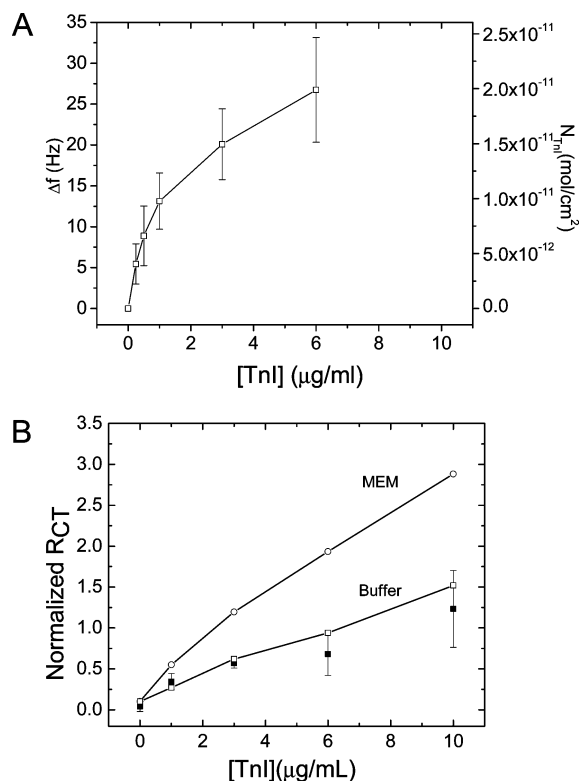 A
35
30
25
20
15
10
5
0
Δf (Hz)
2.5x10⁻¹¹
2.0x10⁻¹¹
1.5x10⁻¹¹
1.0x10⁻¹¹
5.0x10⁻¹²
0.0
N_TnI(mol/cm²)
0 2 4 6 8 10
[TnI] (μg/ml)
B
3.5
3.0
2.5
2.0
1.5
1.0
0.5
0.0
Normalized RCT
MEM
Buffer
0 2 4 6 8 10
[TnI](μg/mL)